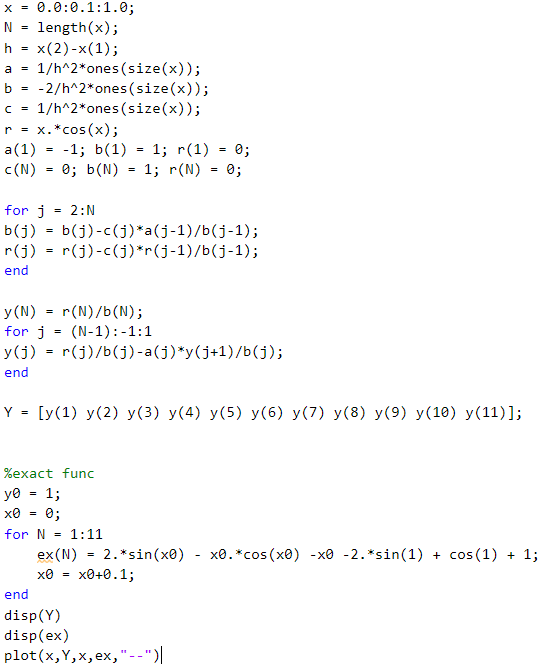 x = 0.0:0.1:1.0;
N = length(x);
h = x(2)-x(1);
a = 1/h^2*ones(size(x));
b = -2/h^2*ones(size(x));
c = 1/h^2*ones(size(x));
r = x.*cos(x);
a(1) = -1; b(1) = 1; r(1) = 0;
c(N) = 0; b(N) = 1; r(N) = 0;
for j = 2:N
b(j) = b(j)-c(j)*a(j-1)/b(j-1);
r(j) = r(j)-c(j)*r(j-1)/b(j-1);
end
y(N) = r(N)/b(N);
for j = (N-1):-1:1
y(j) = r(j)/b(j)-a(j)*y(j+1)/b(j);
end
Y = [y(1) y(2) y(3) y(4) y(5) y(6) y(7) y(8) y(9) y(10) y(11)];
%exact func
y0 = 1;
x0 = 0;
for N = 1:11
    ex(N) = 2.*sin(x0) - x0.*cos(x0) -x0 -2.*sin(1) + cos(1) + 1;
    x0 = x0+0.1;
end
disp(Y)
disp(ex)
plot(x,Y,x,ex,"--")